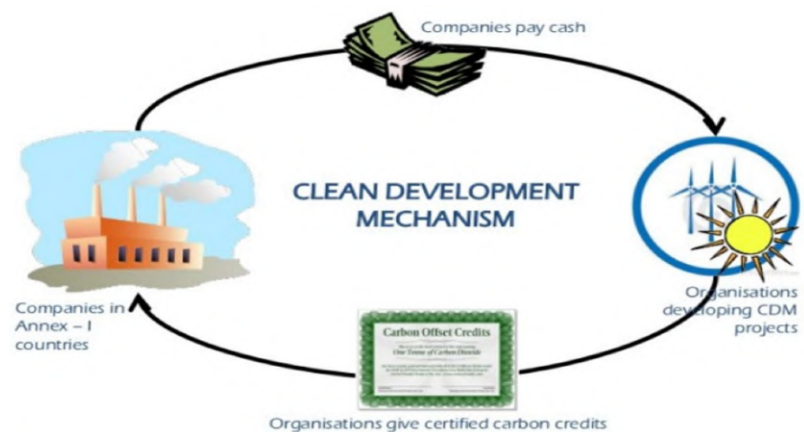 Companies pay cash
CLEAN DEVELOPMENT
MECHANISM
Companies in
Annex – I
countries
Organisations
developing CDM
projects
Carbon Offset Credits
One Tonne of Carbon Dioxide
Organisations give certified carbon credits